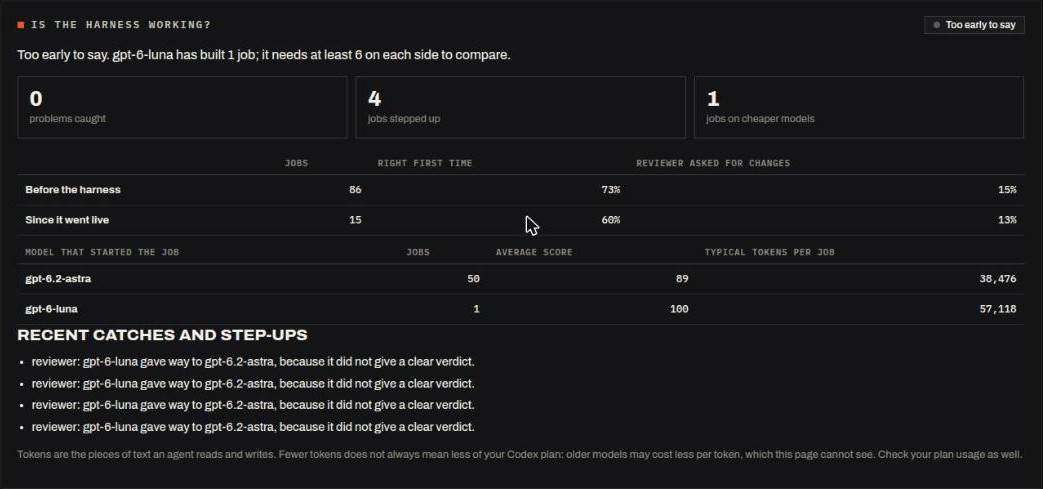 IS THE HARNESS WORKING?
Too early to say
Too early to say. gpt-6-luna has built 1 job; it needs at least 6 on each side to compare.
0
problems caught
4
jobs stepped up
1
jobs on cheaper models
JOBS RIGHT FIRST TIME REVIEWER ASKED FOR CHANGES
Before the harness 86 73% 15%
Since it went live 15 60% 13%
MODEL THAT STARTED THE JOB JOBS AVERAGE SCORE TYPICAL TOKENS PER JOB
gpt-6.2-astra 50 89 38,476
gpt-6-luna 1 100 57,118
RECENT CATCHES AND STEP-UPS
• reviewer: gpt-6-luna gave way to gpt-6.2-astra, because it did not give a clear verdict.
• reviewer: gpt-6-luna gave way to gpt-6.2-astra, because it did not give a clear verdict.
• reviewer: gpt-6-luna gave way to gpt-6.2-astra, because it did not give a clear verdict.
• reviewer: gpt-6-luna gave way to gpt-6.2-astra, because it did not give a clear verdict.
Tokens are the pieces of text an agent reads and writes. Fewer tokens does not always mean less of your Codex plan: older models may cost less per token, which this page cannot see. Check your plan usage as well.